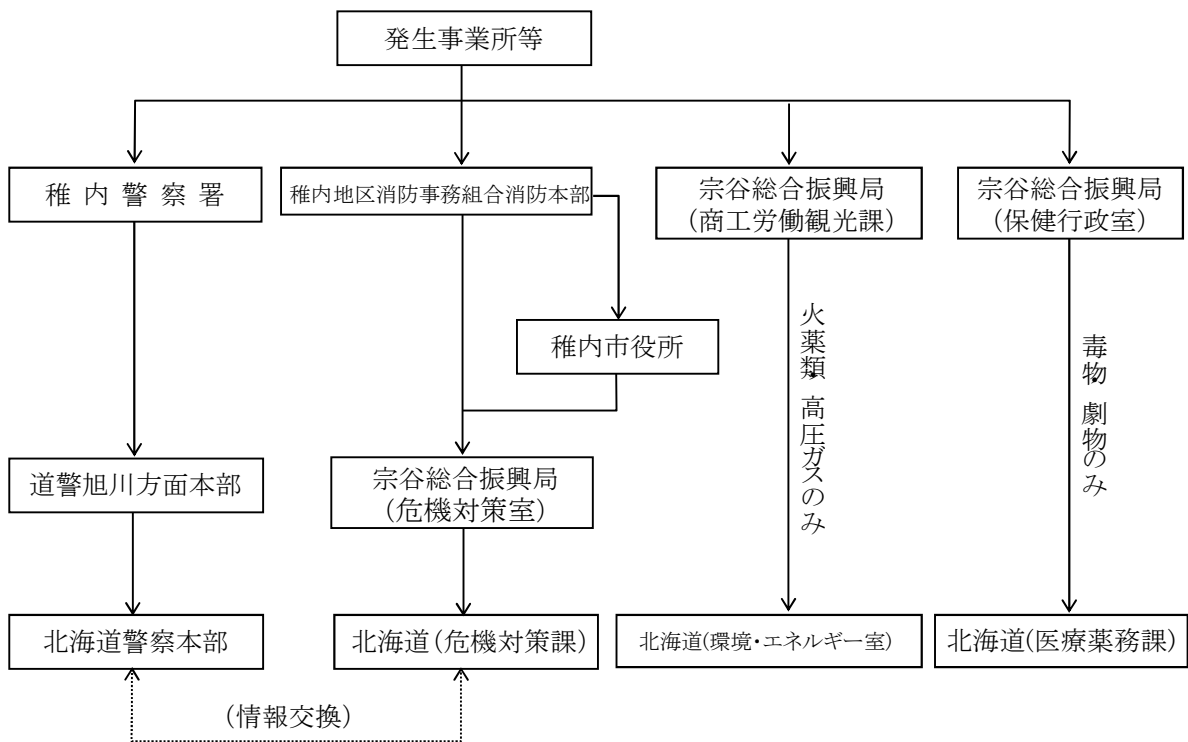 発生事業所等
稚内警察署
稚内地区消防事務組合消防本部
宗谷総合振興局
(商工労働観光課)
宗谷総合振興局
(保健行政室)
稚内市役所
火薬類・高圧ガスのみ
毒物・劇物のみ
道警旭川方面本部
宗谷総合振興局
(危機対策室)
北海道警察本部
北海道(危機対策課)
北海道(環境・エネルギー室)
北海道(医療薬務課)
(情報交換)